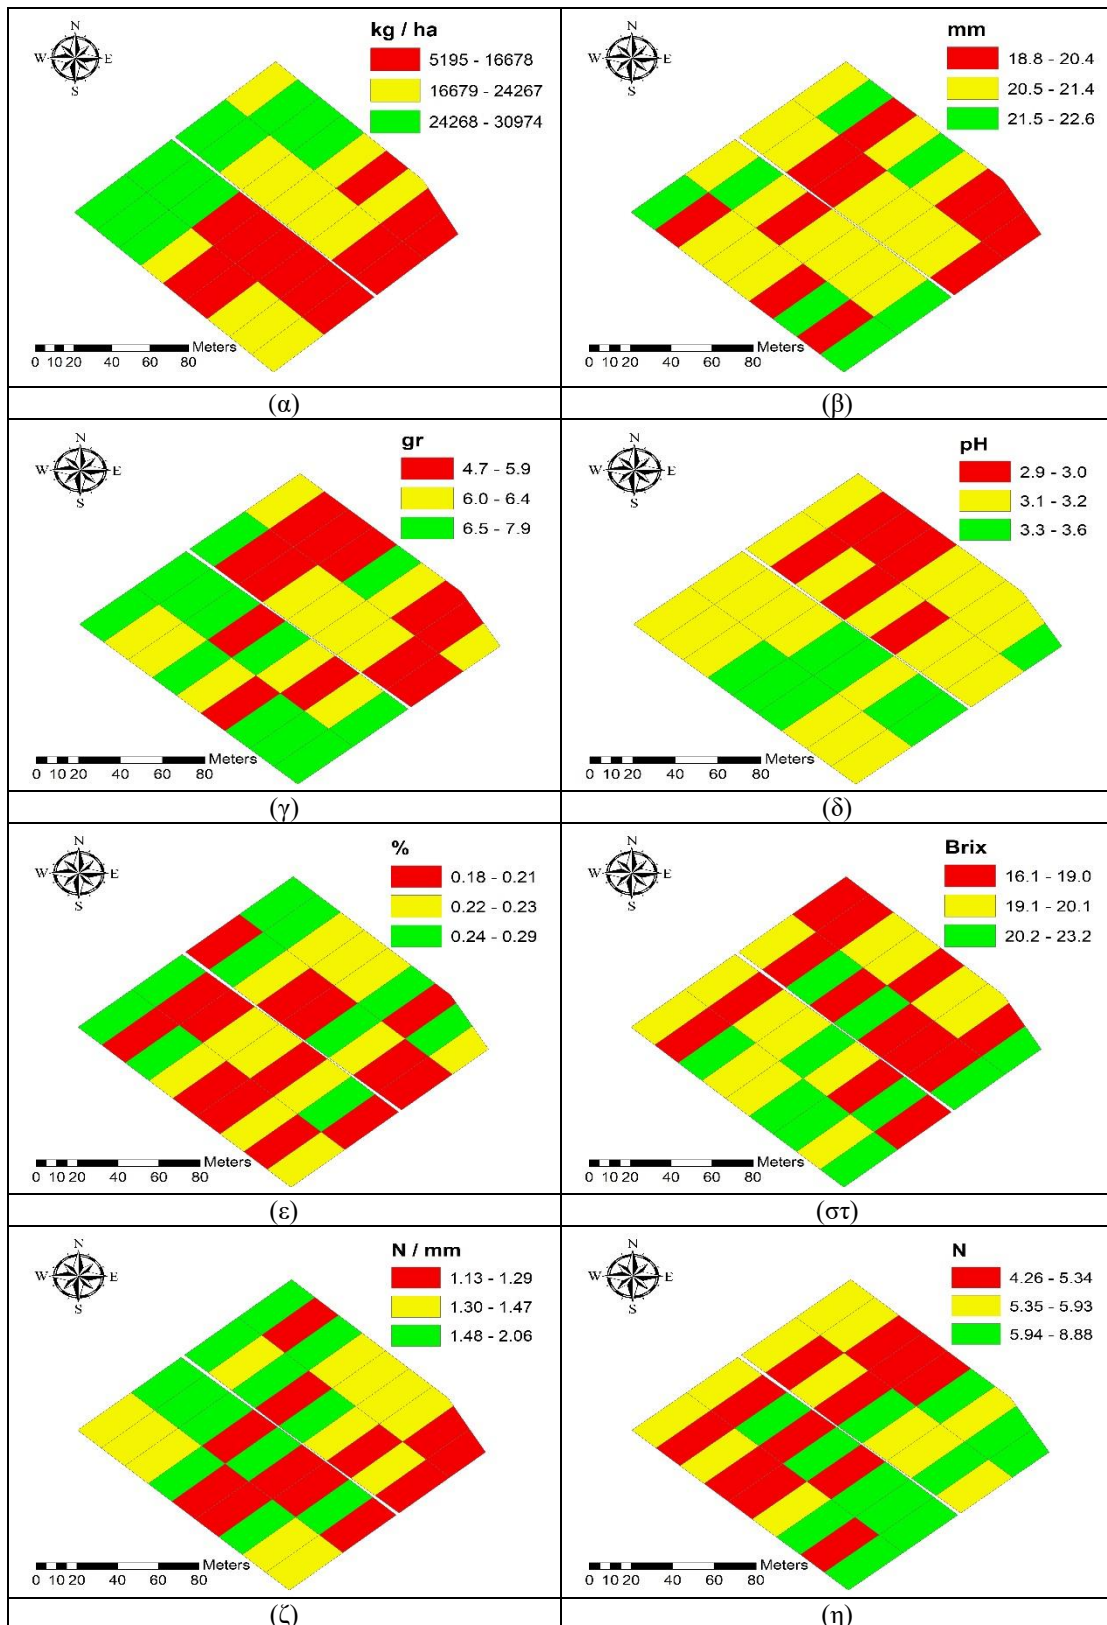 kg / ha
5195 - 16678
16679 - 24267
24268 - 30974
N
W E
S
Meters
0 10 20 40 60 80
(α)
mm
18.8 - 20.4
20.5 - 21.4
21.5 - 22.6
N
W E
S
Meters
0 10 20 40 60 80
(β)
gr
4.7 - 5.9
6.0 - 6.4
6.5 - 7.9
N
W E
S
Meters
0 10 20 40 60 80
(γ)
pH
2.9 - 3.0
3.1 - 3.2
3.3 - 3.6
N
W E
S
Meters
0 10 20 40 60 80
(δ)
%
0.18 - 0.21
0.22 - 0.23
0.24 - 0.29
N
W E
S
Meters
0 10 20 40 60 80
(ε)
Brix
16.1 - 19.0
19.1 - 20.1
20.2 - 23.2
N
W E
S
Meters
0 10 20 40 60 80
(στ)
N / mm
1.13 - 1.29
1.30 - 1.47
1.48 - 2.06
N
W E
S
Meters
0 10 20 40 60 80
(ζ)
N
4.26 - 5.34
5.35 - 5.93
5.94 - 8.88
N
W E
S
Meters
0 10 20 40 60 80
(η)